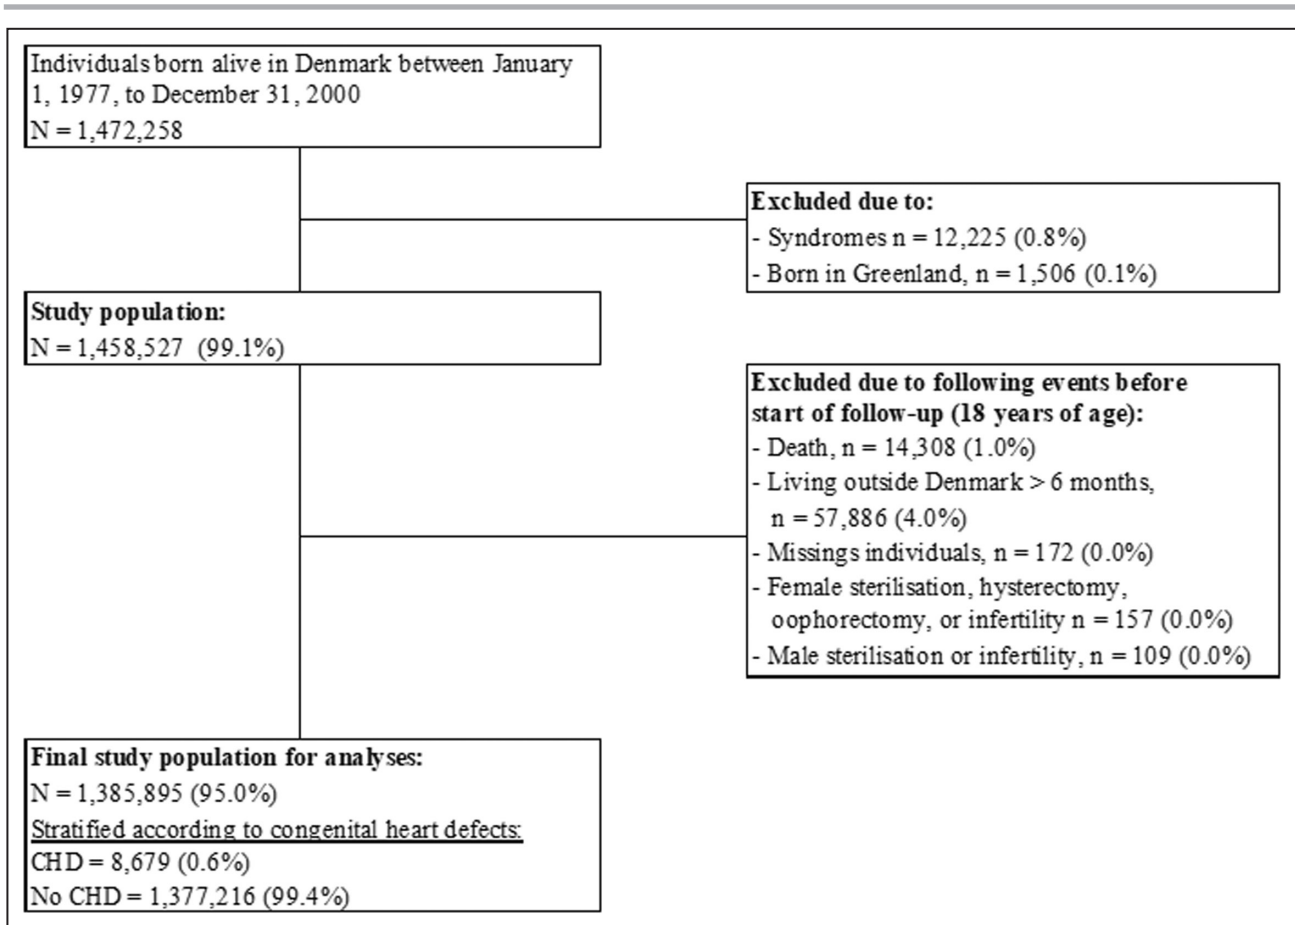 Individuals born alive in Denmark between January
1, 1977, to December 31, 2000
N = 1,472,258
Excluded due to:
- Syndromes n = 12,225 (0.8%)
- Born in Greenland, n = 1,506 (0.1%)
Study population:
N = 1,458,527 (99.1%)
Excluded due to following events before
start of follow-up (18 years of age):
- Death, n = 14,308 (1.0%)
- Living outside Denmark > 6 months,
n = 57,886 (4.0%)
- Missings individuals, n = 172 (0.0%)
- Female sterilisation, hysterectomy,
oophorectomy, or infertility n = 157 (0.0%)
- Male sterilisation or infertility, n = 109 (0.0%)
Final study population for analyses:
N = 1,385,895 (95.0%)
Stratified according to congenital heart defects:
CHD = 8,679 (0.6%)
No CHD = 1,377,216 (99.4%)